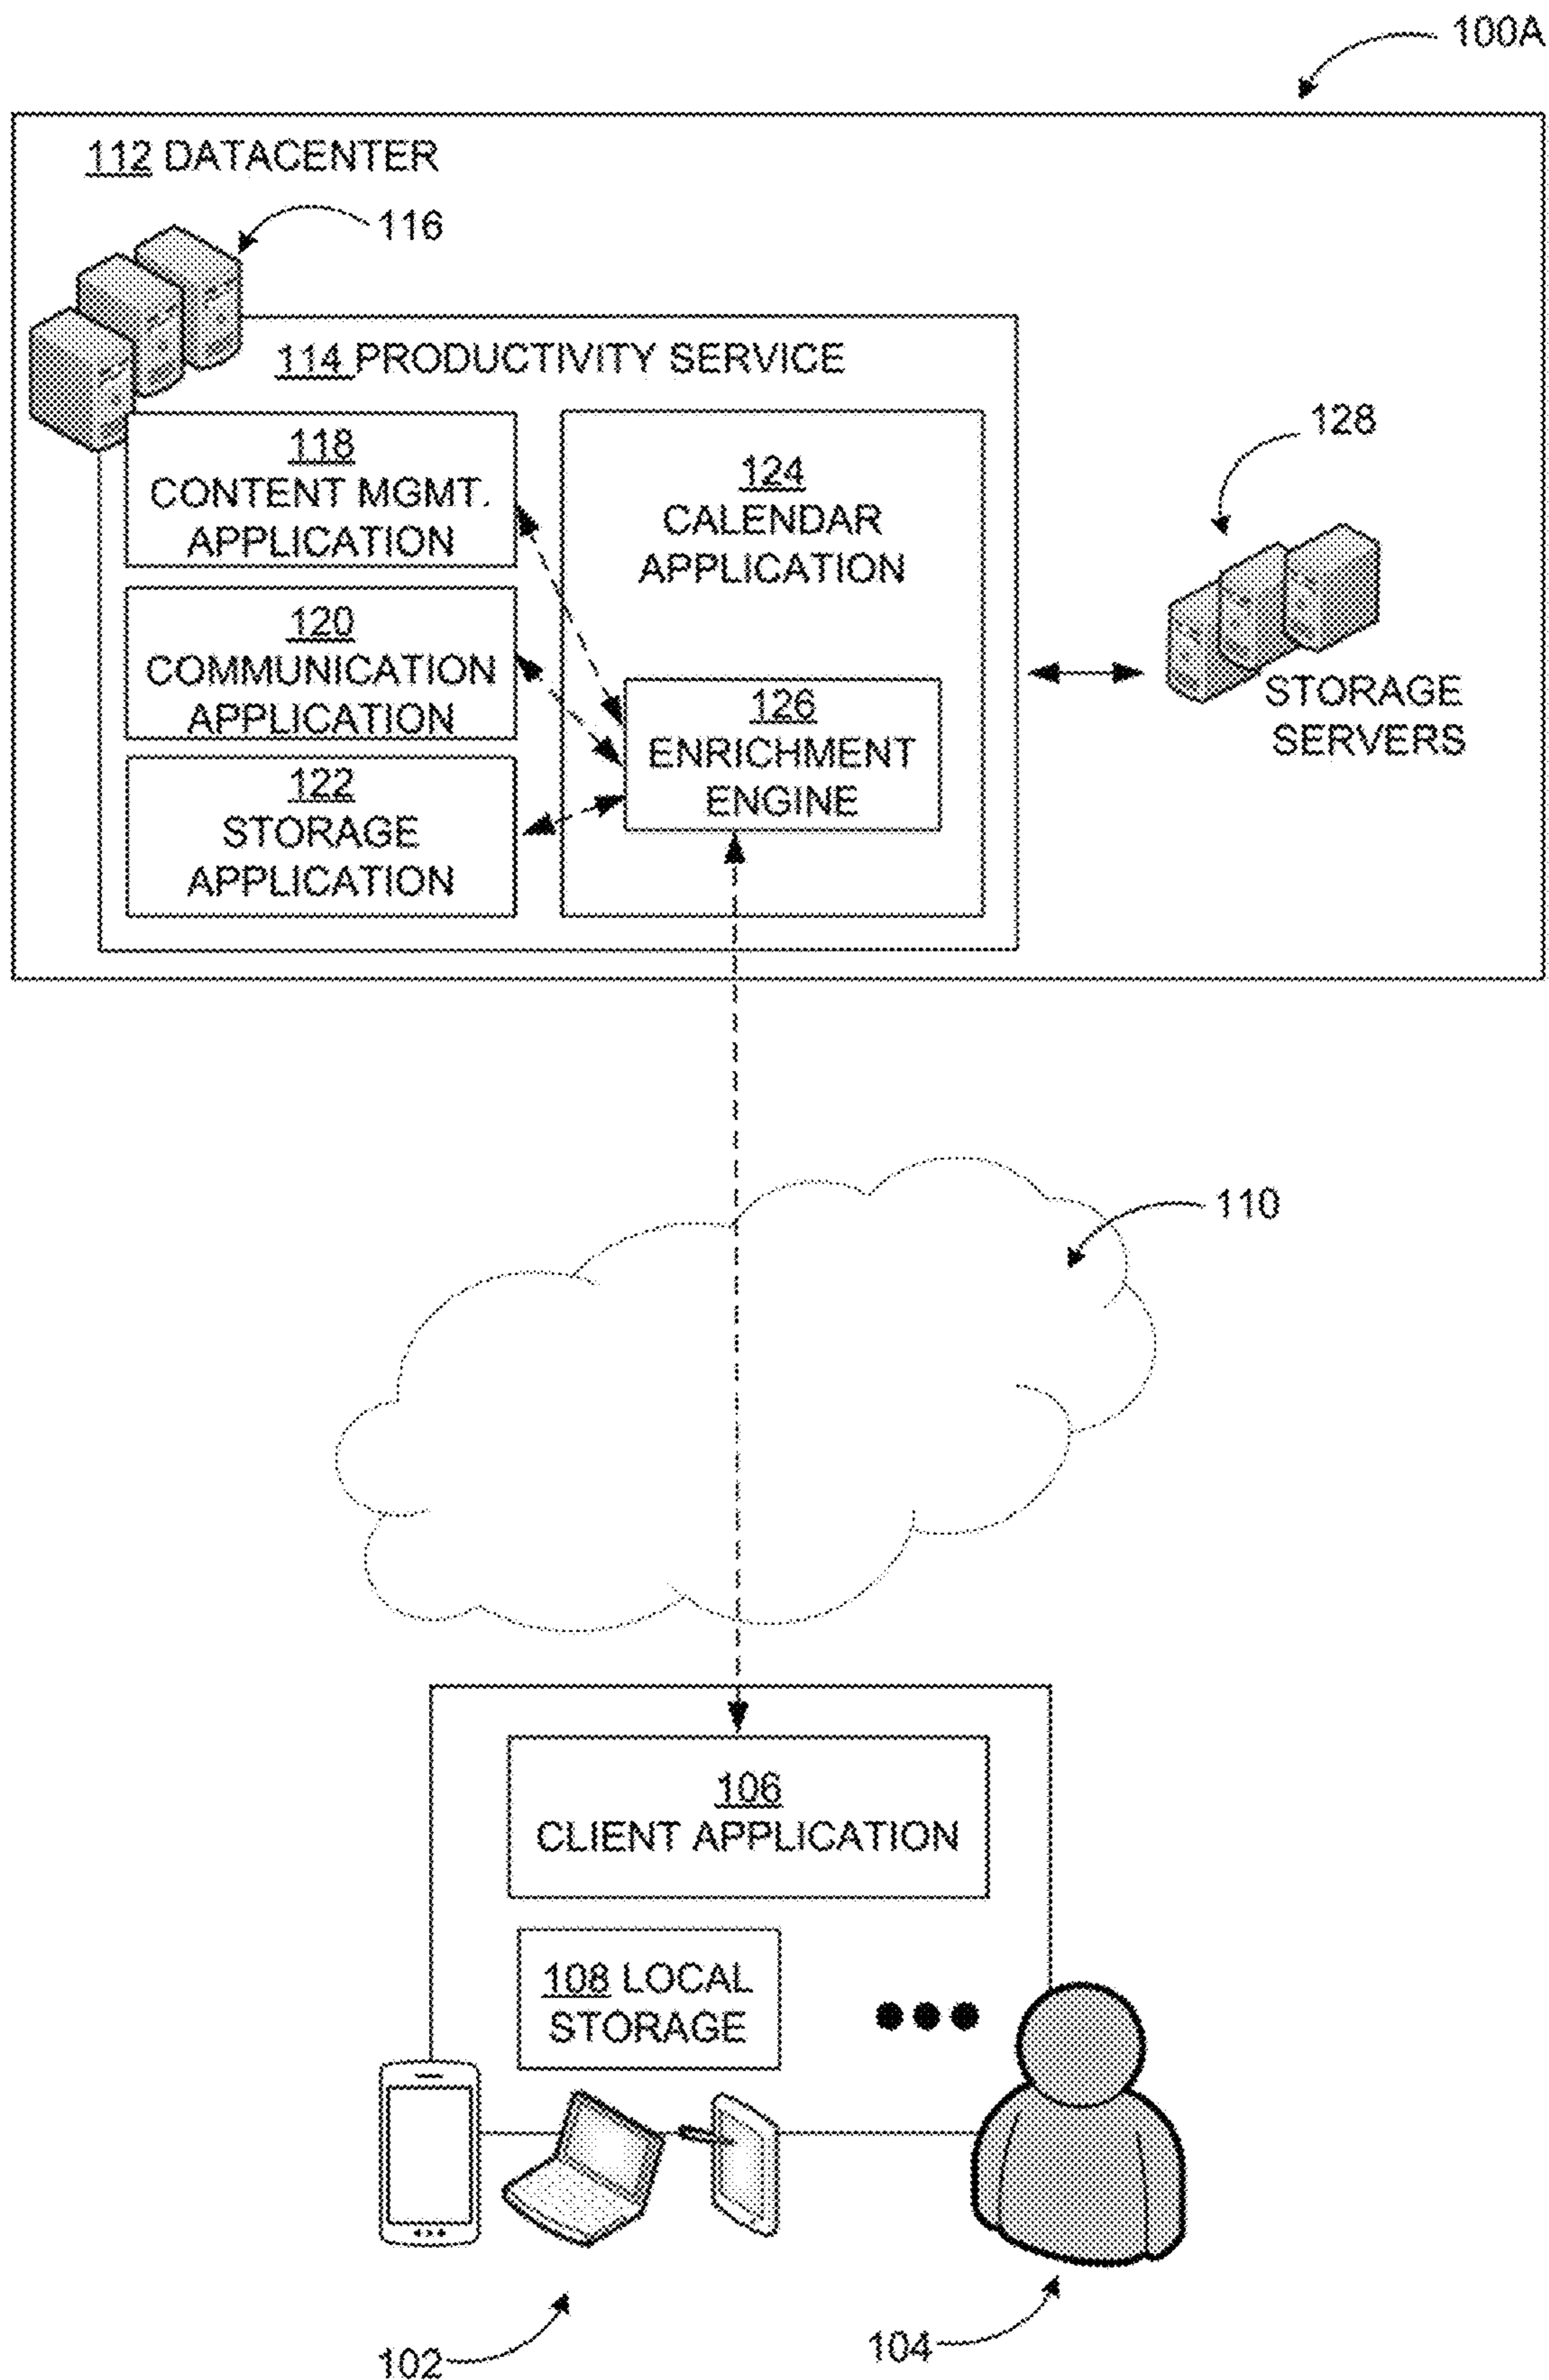 100A
112 DATACENTER
116
114 PRODUCTIVITY SERVICE
118
CONTENT MGMT.
APPLICATION
120
COMMUNICATION
APPLICATION
122
STORAGE
APPLICATION
124
CALENDAR
APPLICATION
126
ENRICHMENT
ENGINE
128
STORAGE
SERVERS
110
106
CLIENT APPLICATION
108 LOCAL
STORAGE
102
104